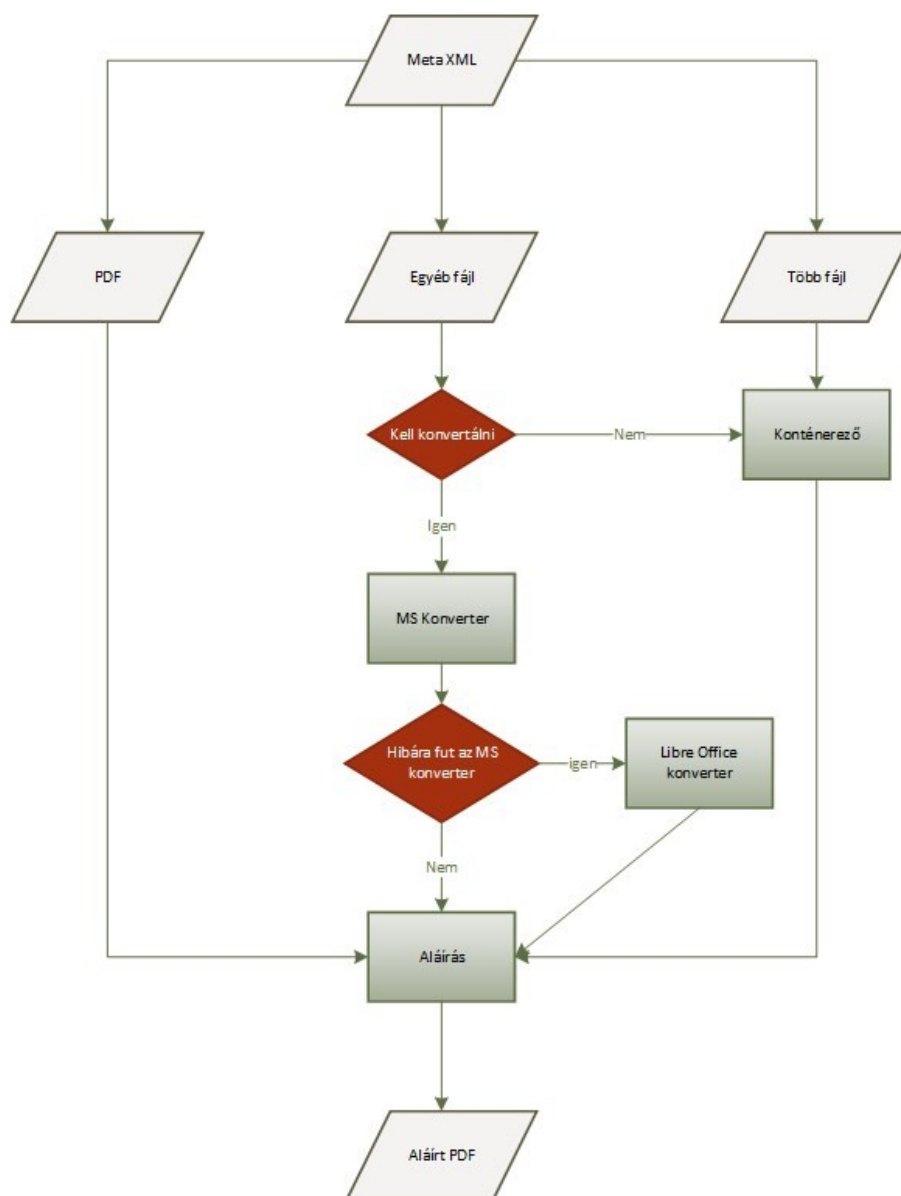 Meta XML
PDF
Egyéb fájl
Több fájl
Kell konvertálni
Nem
Konténerező
Igen
MS Konverter
Hibára fut az MS
konverter
igen
Libre Office
konverter
Nem
Aláírás
Aláírt PDF